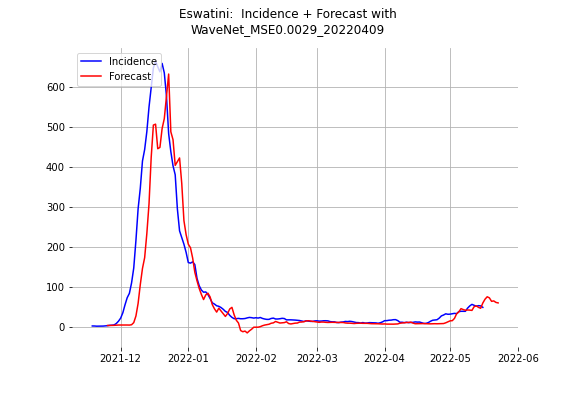 Eswatini:  Incidence + Forecast with
WaveNet_MSE0.0029_20220409
Incidence
Forecast
600
500
400
300
200
100
0
2021-12 2022-01 2022-02 2022-03 2022-04 2022-05 2022-06